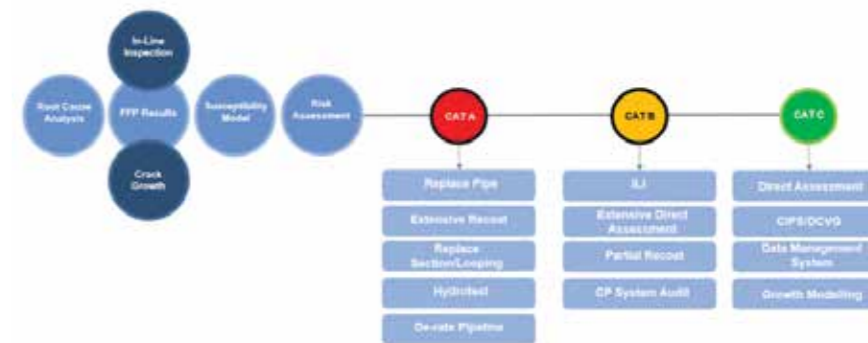 In-Line
Inspection
Root Cause
Analysis
FFP Results
Susceptibility
Model
Risk
Assessment
Crack
Growth
CAT A
CAT B
CAT C
Replace Pipe
Extensive Recoat
Replace
Section/Looping
Hydrotest
De-rate Pipeline
ILI
Extensive Direct
Assessment
Partial Recoat
CP System Audit
Direct Assessment
CIPS/DCVG
Data Management
System
Growth Modelling